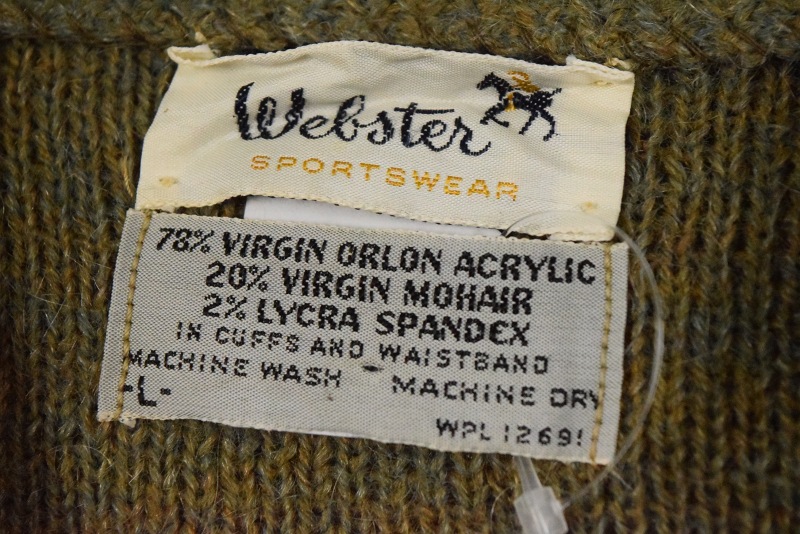 Webster
SPORTSWEAR
78% VIRGIN ORLON ACRYLIC
20% VIRGIN MOHAIR
2% LYCRA SPANDEX
IN CUFFS AND WAISTBAND
MACHINE WASH - MACHINE DRY
-L-
WPL 12691